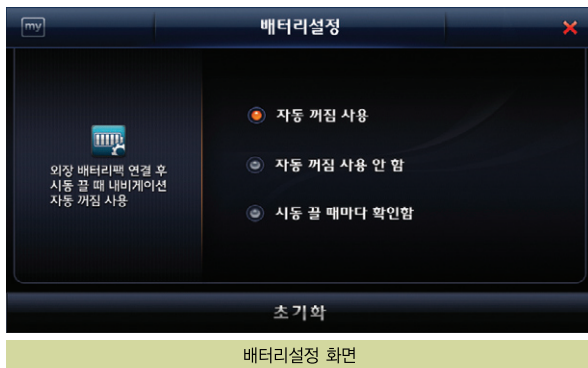 my
배터리설정
외장 배터리팩 연결 후
시동 끌 때 내비게이션
자동 꺼짐 사용
자동 꺼짐 사용
자동 꺼짐 사용 안 함
시동 끌 때마다 확인함
초기화
배터리설정 화면